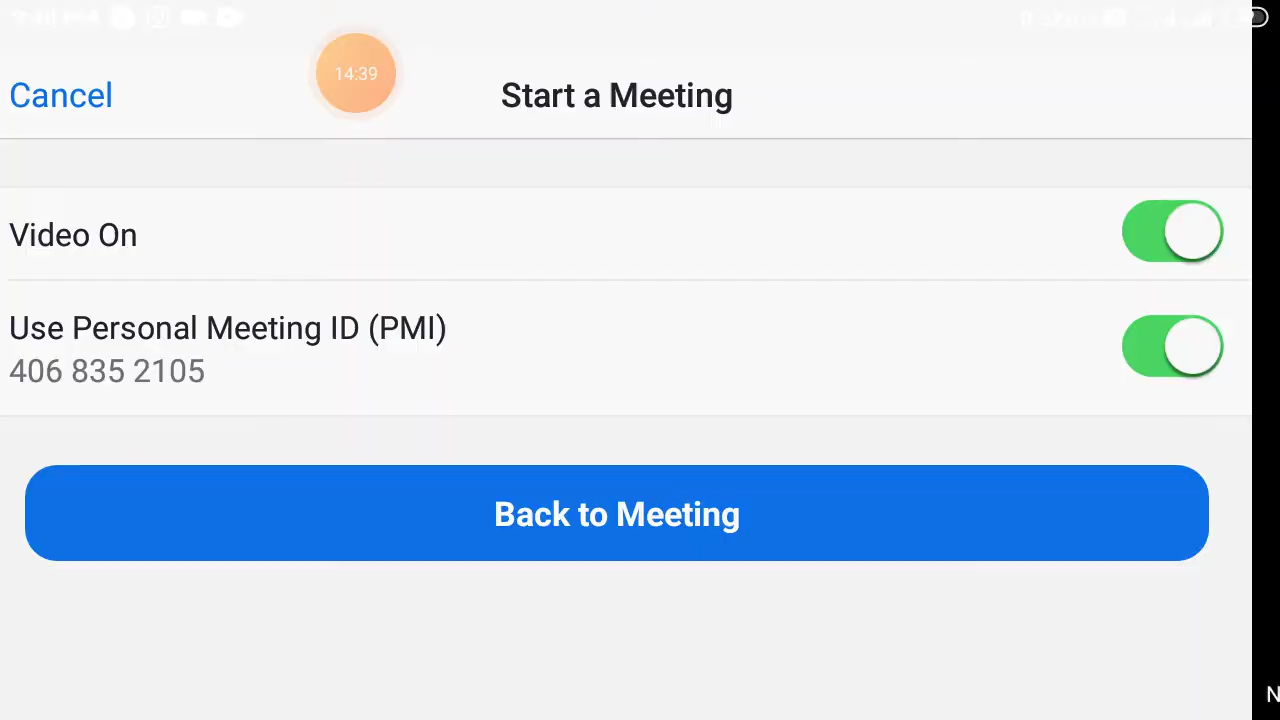 14:39
Cancel
Start a Meeting
Video On
Use Personal Meeting ID (PMI)
406 835 2105
Back to Meeting
N